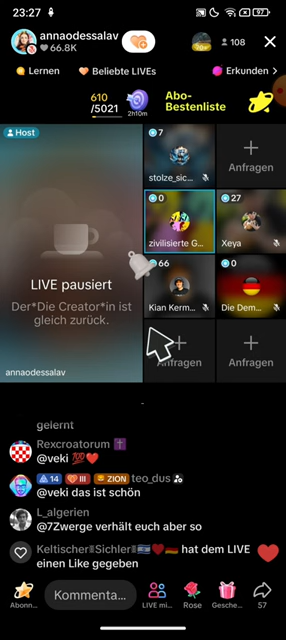 23:27
97
annaodessalav
66.8K
108
Lernen
Beliebte LIVEs
Erkunden >
610
/5021
2h10m
Abo-
Bestenliste
Host
7
stolze_sic...
Anfragen
0
zivilisierte G...
27
Xeya
LIVE pausiert
Der*Die Creator*in ist
gleich zurück.
66
Kian Kerm...
0
Die Dem...
annaodessalav
Anfragen
Anfragen
gelernt
Rexcroatorum ✝️
@veki 💯❤️
14 III ZION teo_dus
@veki das ist schön
L_algerien
@7Zwerge verhält euch aber so
Keltischer Sichler 🇮🇱❤️🇩🇪 hat dem LIVE
einen Like gegeben
Abonn...
Kommenta...
LIVE mi...
Rose
Gesche...
57